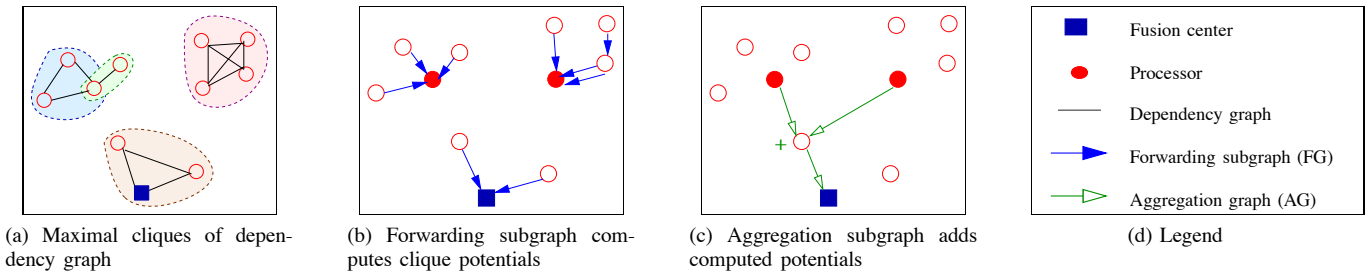 Fusion center
Processor
Dependency graph
Forwarding subgraph (FG)
+
Aggregation graph (AG)
(a) Maximal cliques of depen-
dency graph
(b) Forwarding subgraph com-
putes clique potentials
(c) Aggregation subgraph adds
computed potentials
(d) Legend